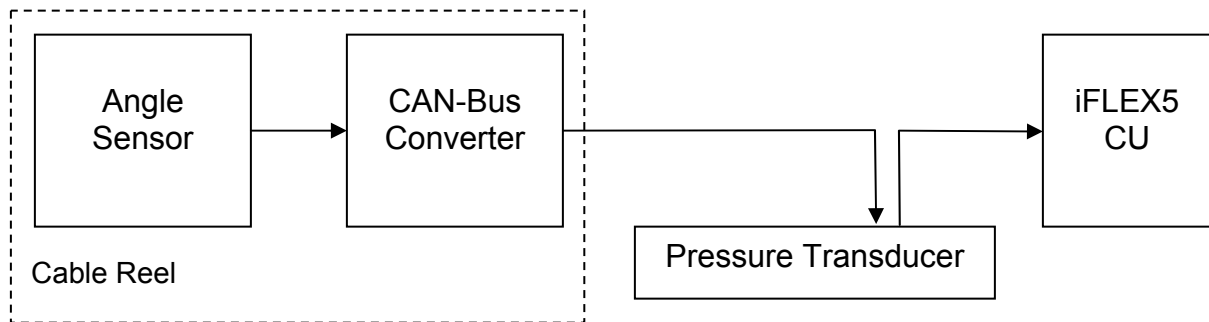 Angle
Sensor
CAN-Bus
Converter
iFLEX5
CU
Pressure Transducer
Cable Reel